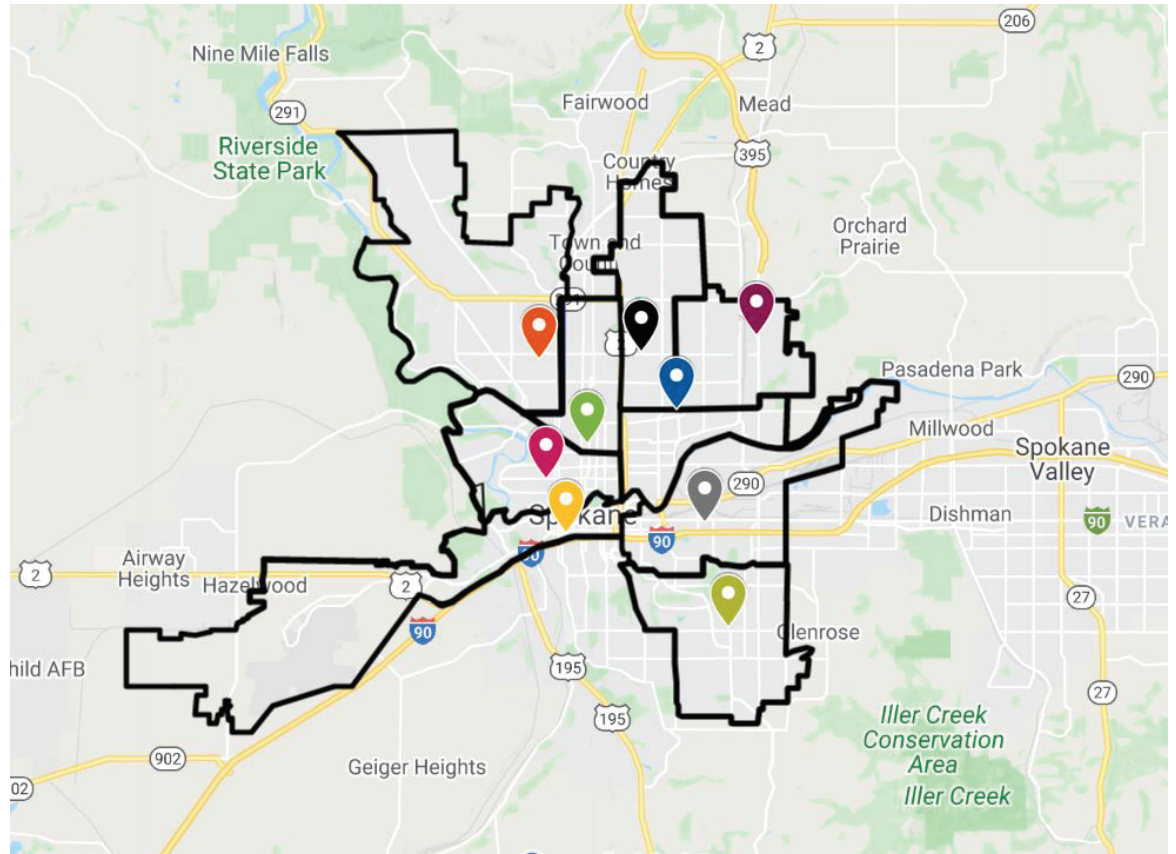 206
Nine Mile Falls
2
Fairwood
Mead
291
Riverside
State Park
395
Country
Homes
Orchard
Prairie
Town and
Pasadena Park
290
Millwood
Spokane
Valley
290
Spokane
Dishman
90
VERA
90
Airway
Heights
2
Hazelwood
2
90
27
Glenrose
hild AFB
195
27
195
Iller Creek
Conservation
Area
Iller Creek
902
Geiger Heights
02